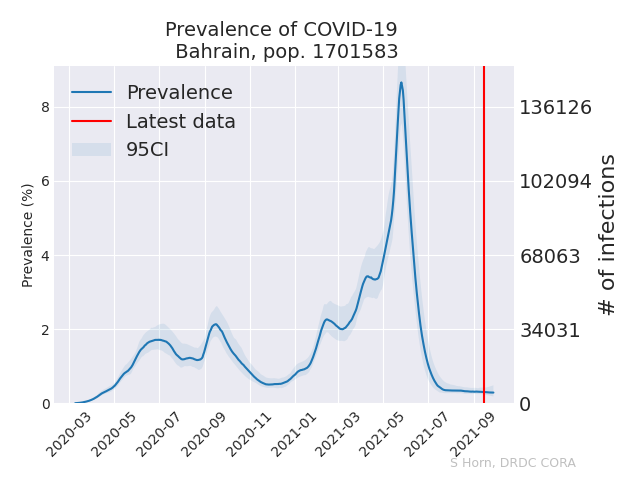 Prevalence of COVID-19
Bahrain, pop. 1701583
Prevalence
Latest data
95CI
Prevalence (%)
8
6
4
2
0
136126
102094
68063
34031
0
# of infections
2020-03
2020-05
2020-07
2020-09
2020-11
2021-01
2021-03
2021-05
2021-07
2021-09
S Horn, DRDC CORA